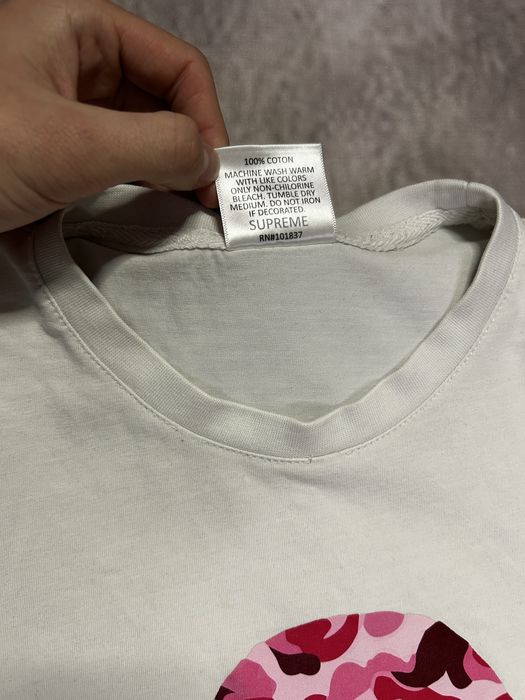 100% COTON
MACHINE WASH WARM
WITH LIKE COLORS
ONLY NON-CHILORINE
BLEACH. TUMBLE DRY
MEDIUM. DO NOT IRON
IF DECORATED.
SUPREME
RN#101837